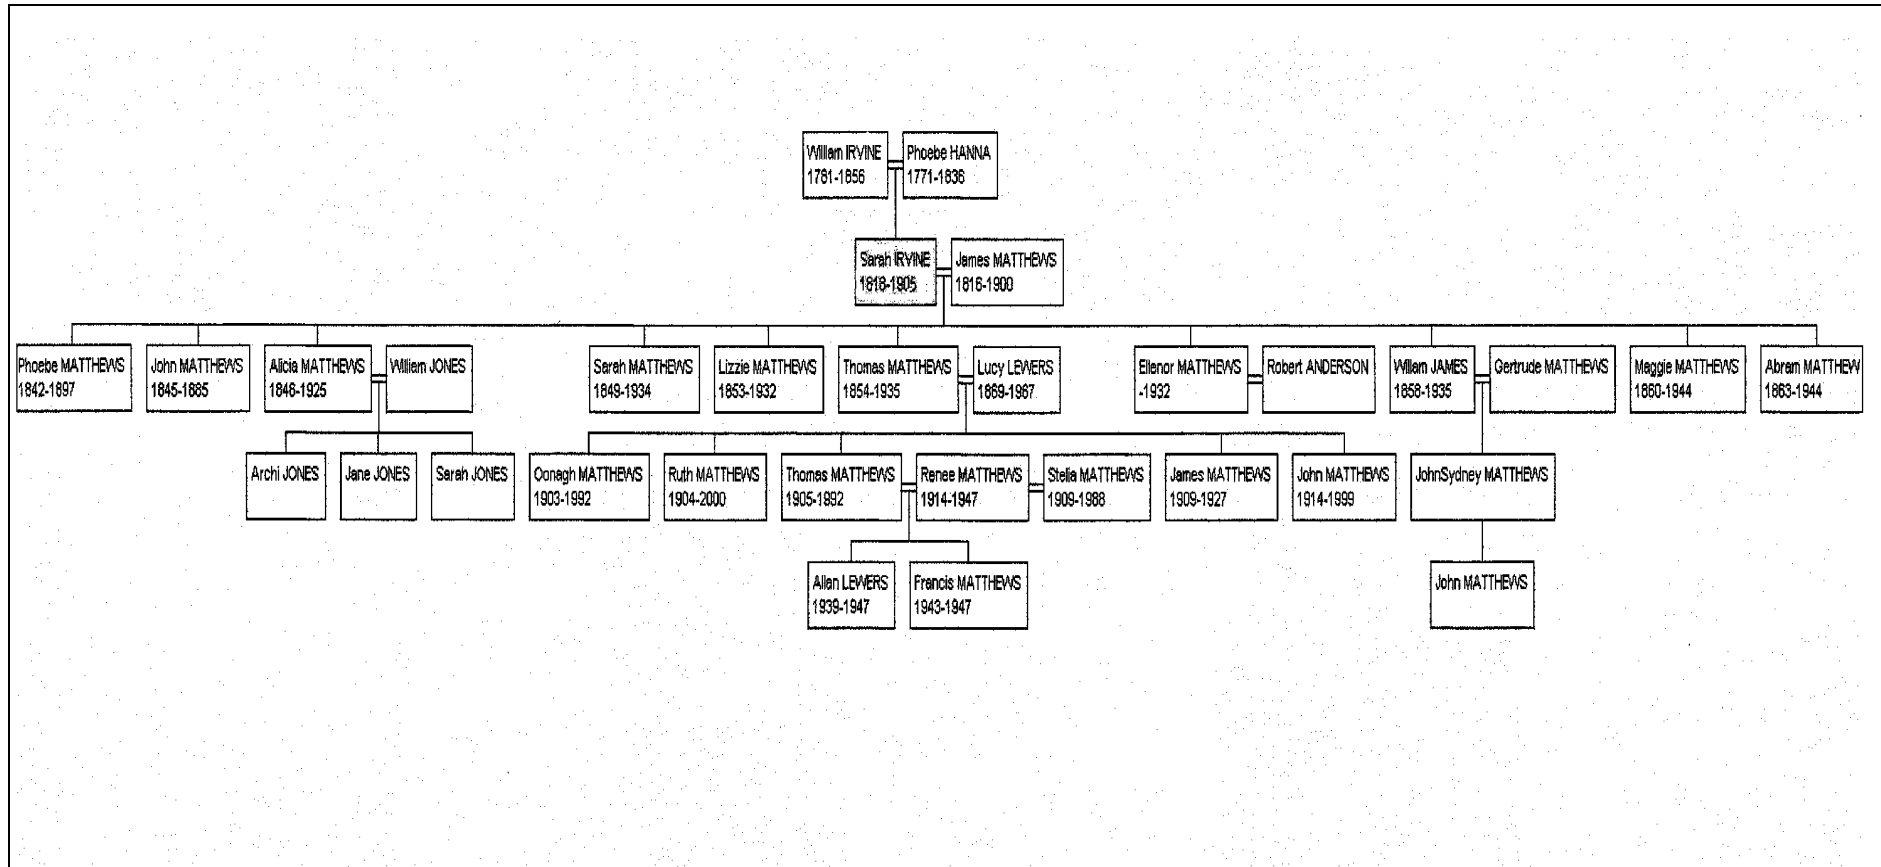 William IRVINE
1781-1856
Phoebe HANNA
1771-1836
Sarah IRVINE
1818-1905
James MATTHEWS
1816-1900
Phoebe MATTHEWS
1842-1897
John MATTHEWS
1845-1885
Alicia MATTHEWS
1846-1925
William JONES
Sarah MATTHEWS
1849-1934
Lizzie MATTHEWS
1853-1932
Thomas MATTHEWS
1854-1935
Lucy LEWERS
1869-1967
Ellenor MATTHEWS
-1932
Robert ANDERSON
William JAMES
1858-1935
Gertrude MATTHEWS
Maggie MATTHEWS
1860-1944
Abram MATTHEW
1863-1944
Archi JONES
Jane JONES
Sarah JONES
Oonagh MATTHEWS
1903-1992
Ruth MATTHEWS
1904-2000
Thomas MATTHEWS
1905-1992
Renee MATTHEWS
1914-1947
Stella MATTHEWS
1909-1988
James MATTHEWS
1909-1927
John MATTHEWS
1914-1999
JohnSydney MATTHEWS
Allan LEWERS
1939-1947
Francis MATTHEWS
1943-1947
John MATTHEWS